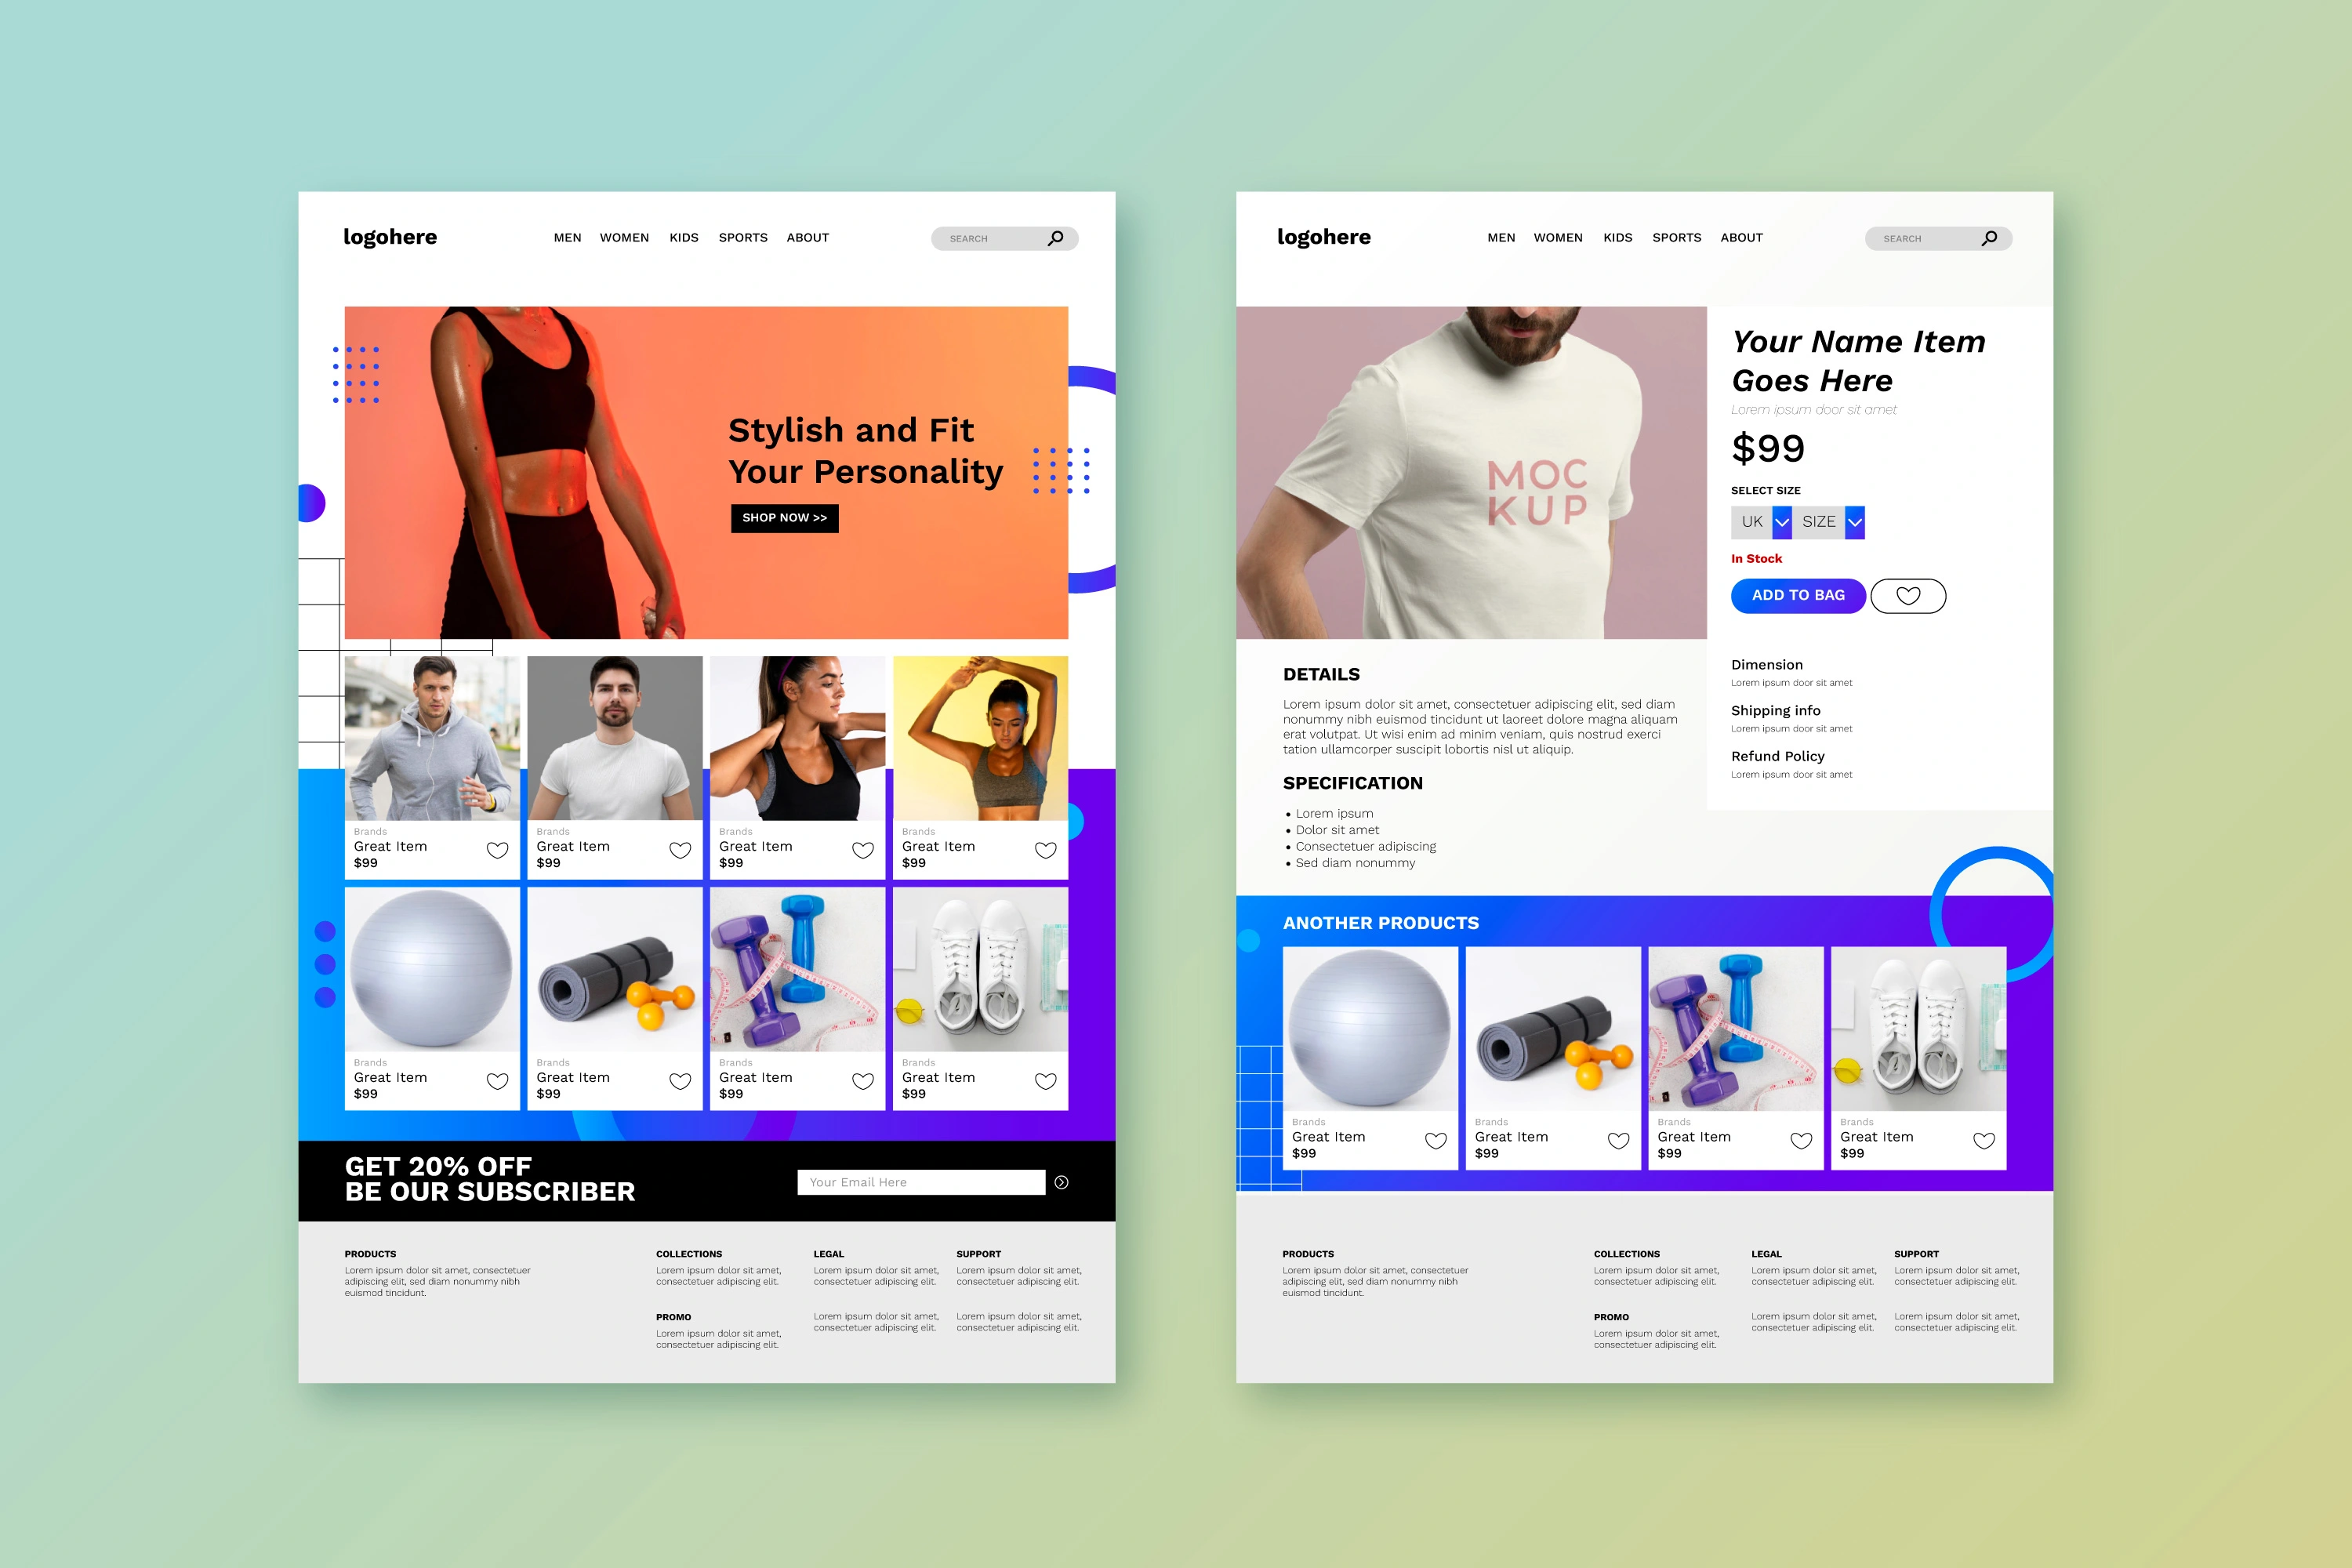 logohere
MEN WOMEN KIDS SPORTS ABOUT
SEARCH
Stylish and Fit
Your Personality
SHOP NOW >>
Brands
Great Item
$99
Brands
Great Item
$99
Brands
Great Item
$99
Brands
Great Item
$99
Brands
Great Item
$99
Brands
Great Item
$99
Brands
Great Item
$99
Brands
Great Item
$99
GET 20% OFF
BE OUR SUBSCRIBER
Your Email Here
PRODUCTS
Lorem ipsum dolor sit amet, consectetuer
adipiscing elit, sed diam nonummy nibh
euismod tincidunt.
COLLECTIONS
Lorem ipsum dolor sit amet,
consectetuer adipiscing elit.
PROMO
Lorem ipsum dolor sit amet,
consectetuer adipiscing elit.
LEGAL
Lorem ipsum dolor sit amet,
consectetuer adipiscing elit.
Lorem ipsum dolor sit amet,
consectetuer adipiscing elit.
SUPPORT
Lorem ipsum dolor sit amet,
consectetuer adipiscing elit.
Lorem ipsum dolor sit amet,
consectetuer adipiscing elit.
logohere
MEN WOMEN KIDS SPORTS ABOUT
SEARCH
MOC
KUP
Your Name Item
Goes Here
Lorem ipsum door sit amet
$99
SELECT SIZE
UK SIZE
In Stock
ADD TO BAG
Dimension
Lorem ipsum door sit amet
Shipping info
Lorem ipsum door sit amet
Refund Policy
Lorem ipsum door sit amet
DETAILS
Lorem ipsum dolor sit amet, consectetuer adipiscing elit, sed diam
nonummy nibh euismod tincidunt ut laoreet dolore magna aliquam
erat volutpat. Ut wisi enim ad minim veniam, quis nostrud exerci
tation ullamcorper suscipit lobortis nisl ut aliquip.
SPECIFICATION
• Lorem ipsum
• Dolor sit amet
• Consectetuer adipiscing
• Sed diam nonummy
ANOTHER PRODUCTS
Brands
Great Item
$99
Brands
Great Item
$99
Brands
Great Item
$99
Brands
Great Item
$99
PRODUCTS
Lorem ipsum dolor sit amet, consectetuer
adipiscing elit, sed diam nonummy nibh
euismod tincidunt.
COLLECTIONS
Lorem ipsum dolor sit amet,
consectetuer adipiscing elit.
PROMO
Lorem ipsum dolor sit amet,
consectetuer adipiscing elit.
LEGAL
Lorem ipsum dolor sit amet,
consectetuer adipiscing elit.
Lorem ipsum dolor sit amet,
consectetuer adipiscing elit.
SUPPORT
Lorem ipsum dolor sit amet,
consectetuer adipiscing elit.
Lorem ipsum dolor sit amet,
consectetuer adipiscing elit.